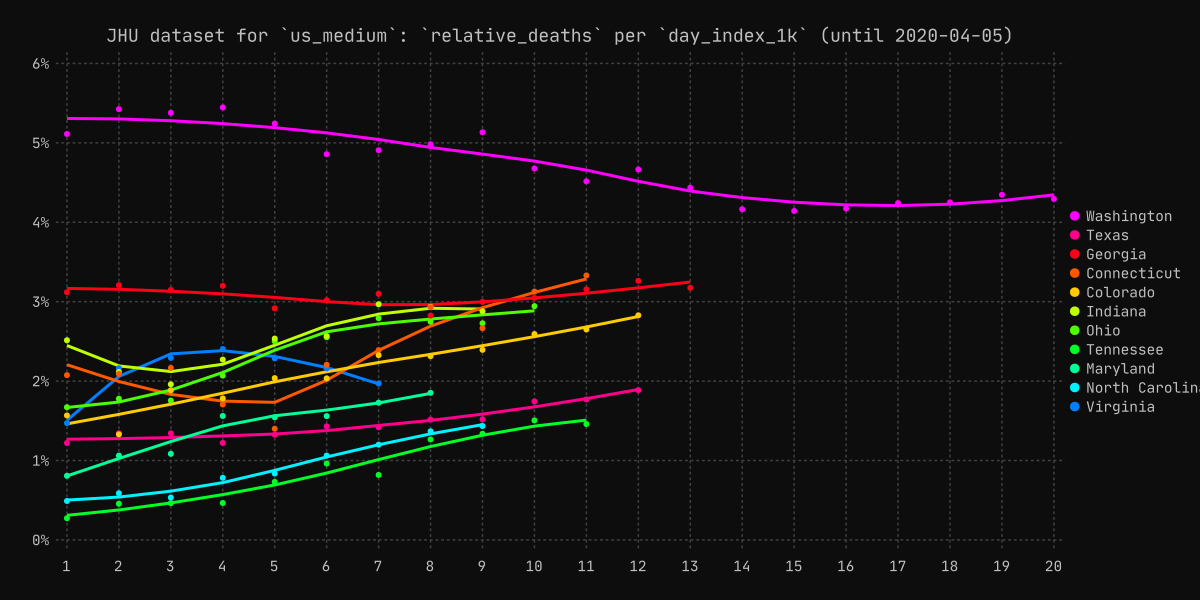 JHU dataset for `us_medium`: `relative_deaths` per `day_index_1k` (until 2020-04-05)
6%
5%
4%
3%
2%
1%
0%
1 2 3 4 5 6 7 8 9 10 11 12 13 14 15 16 17 18 19 20
Washington
Texas
Georgia
Connecticut
Colorado
Indiana
Ohio
Tennessee
Maryland
North Carolina
Virginia